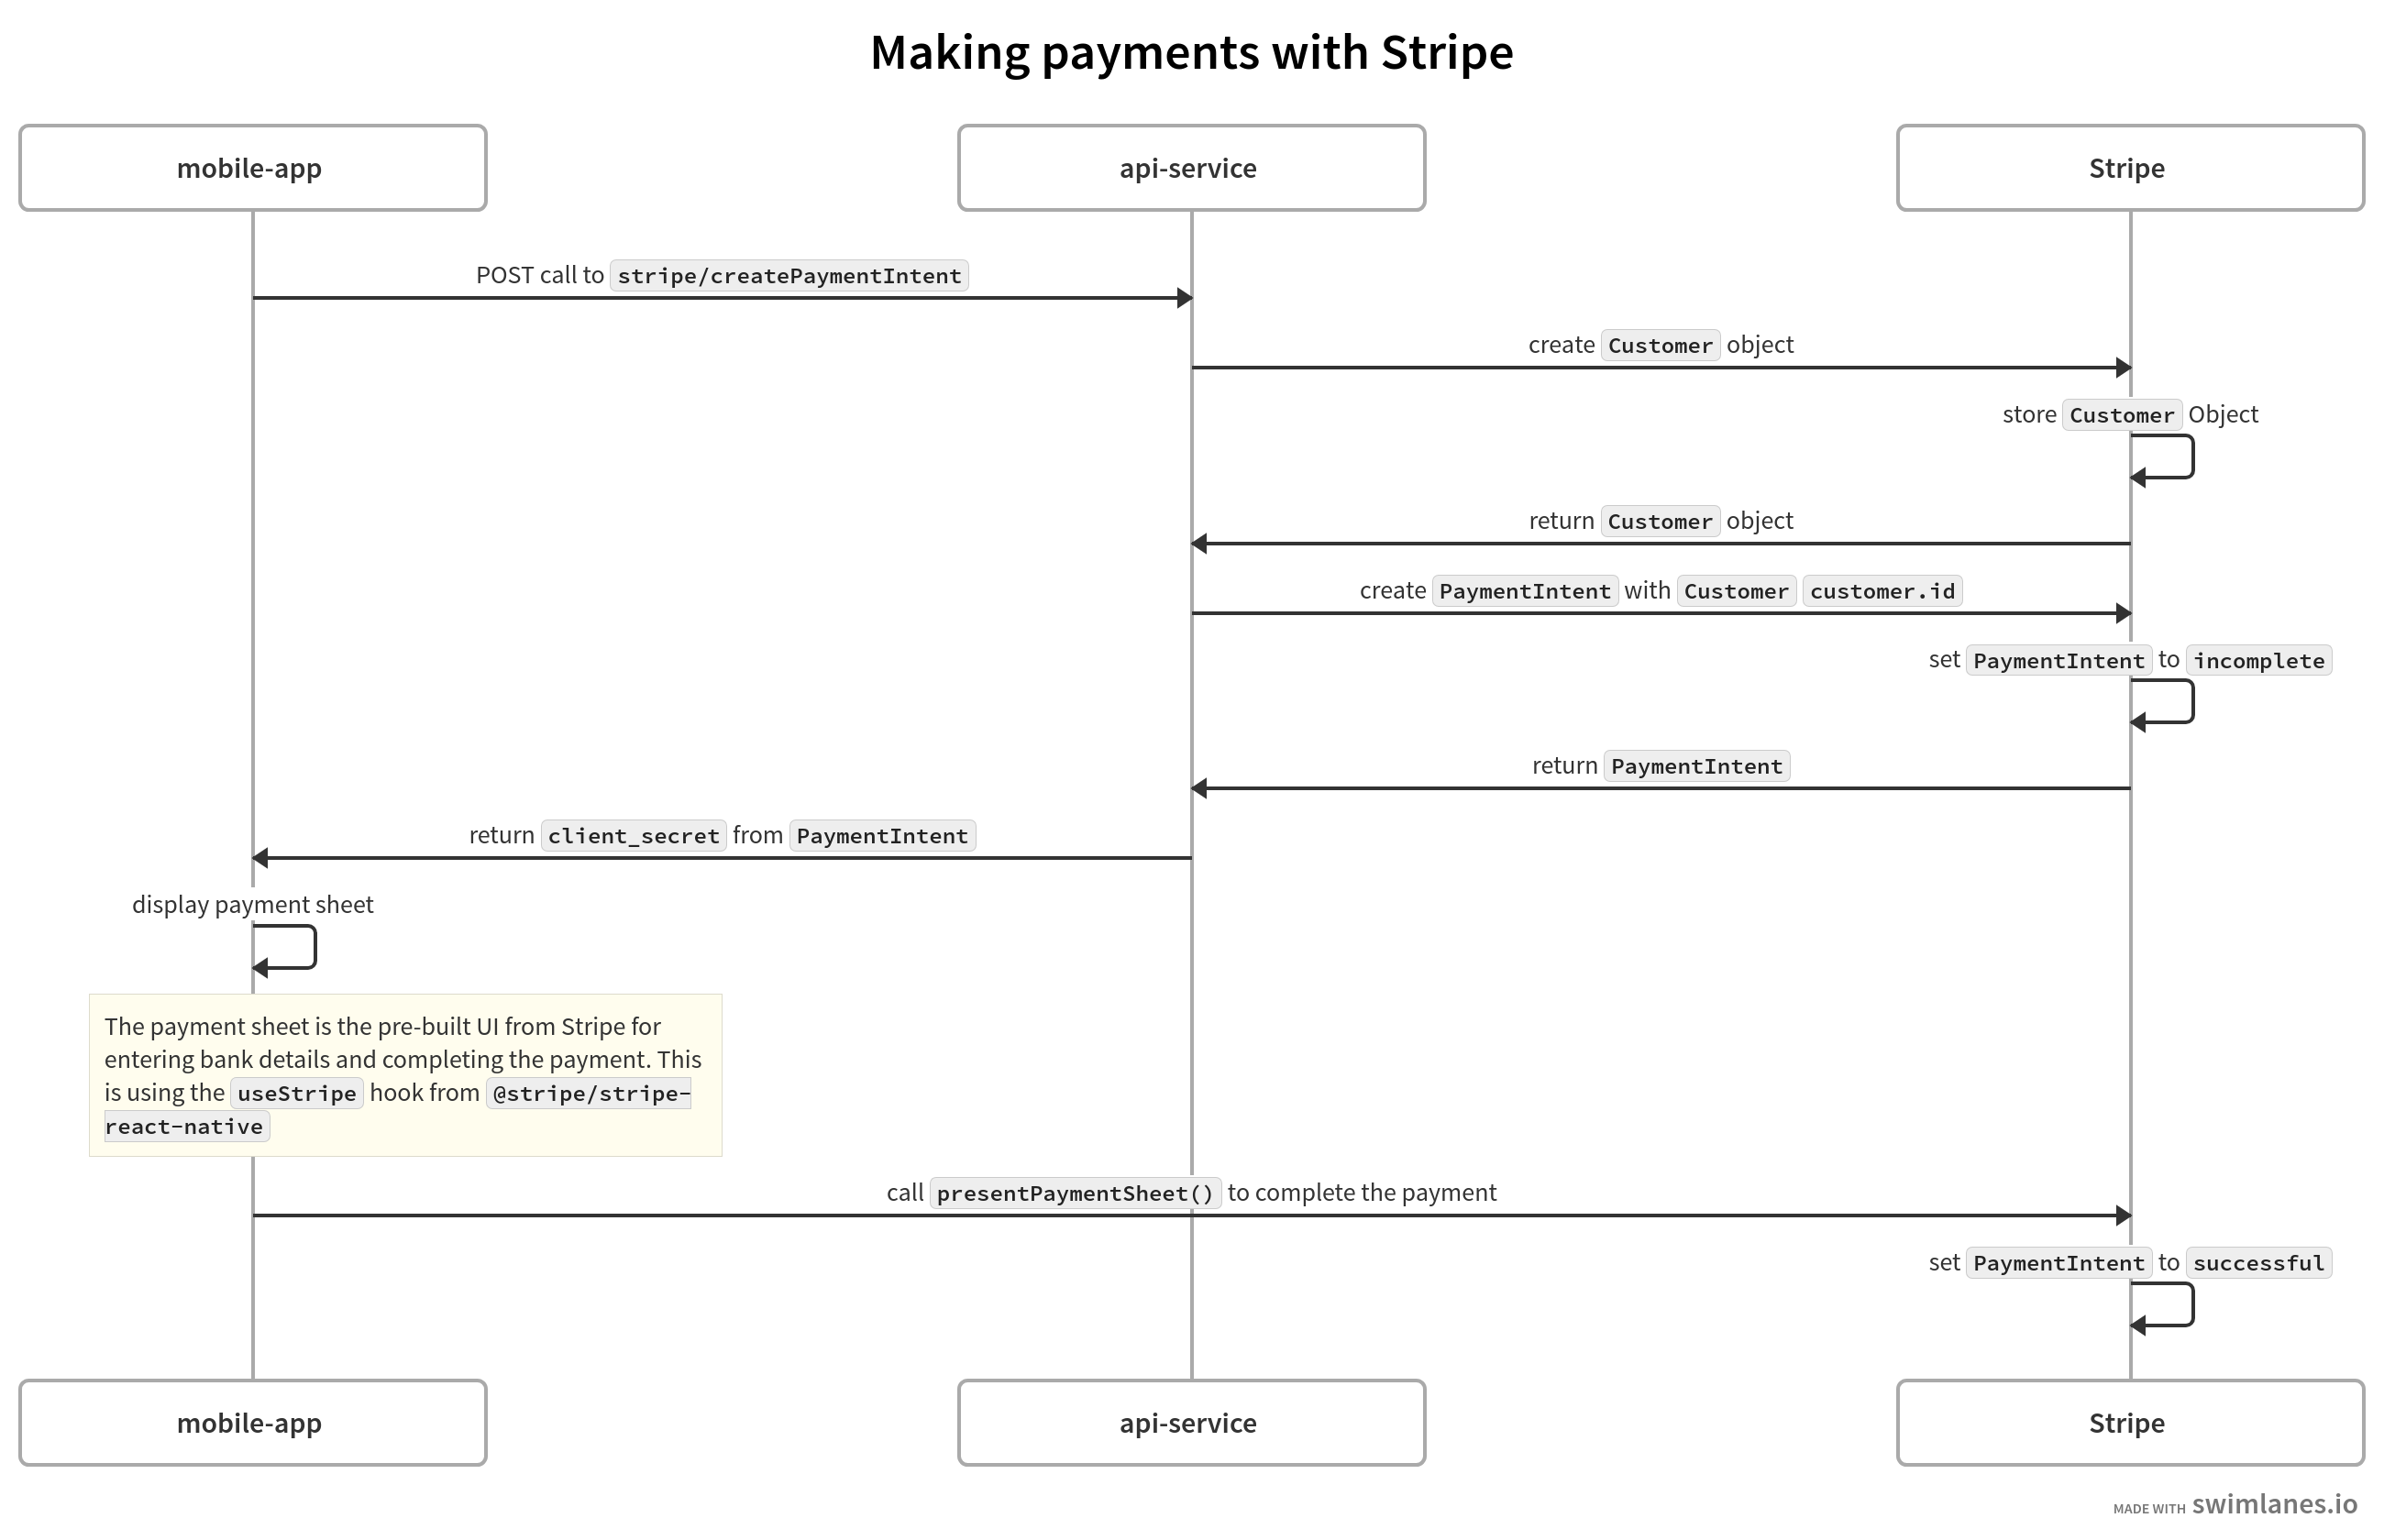 Making payments with Stripe
mobile-app
api-service
Stripe
POST call to stripe/createPaymentIntent
create Customer object
store Customer Object
return Customer object
create PaymentIntent with Customer customer.id
set PaymentIntent to incomplete
return PaymentIntent
return client_secret from PaymentIntent
display payment sheet
The payment sheet is the pre-built UI from Stripe for
entering bank details and completing the payment. This
is using the useStripe hook from @stripe/stripe-
react-native
call presentPaymentSheet() to complete the payment
set PaymentIntent to successful
mobile-app
api-service
Stripe
MADE WITH swimlanes.io